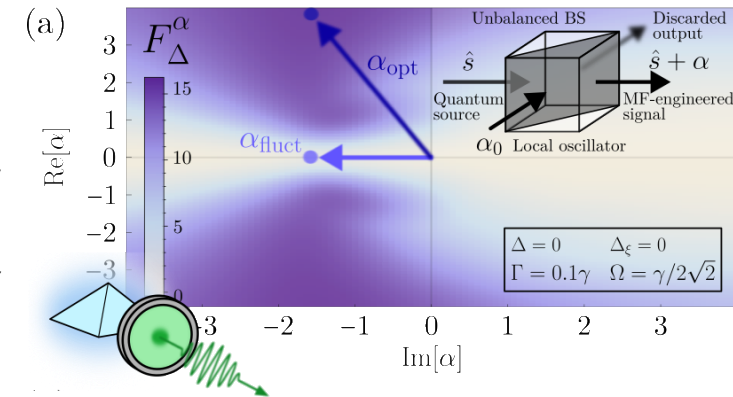 (a)
F_Δ^α
15
10
5
0
Re[α]
3
2
1
0
−1
−2
−3
α_opt
α_fluct
Unbalanced BS
Discarded
output
ŝ
ŝ + α
Quantum
source
MF-engineered
signal
α₀ Local oscillator
Δ = 0 Δ_ξ = 0
Γ = 0.1γ Ω = γ/2√2
-3 −2 −1 0 1 2 3
Im[α]